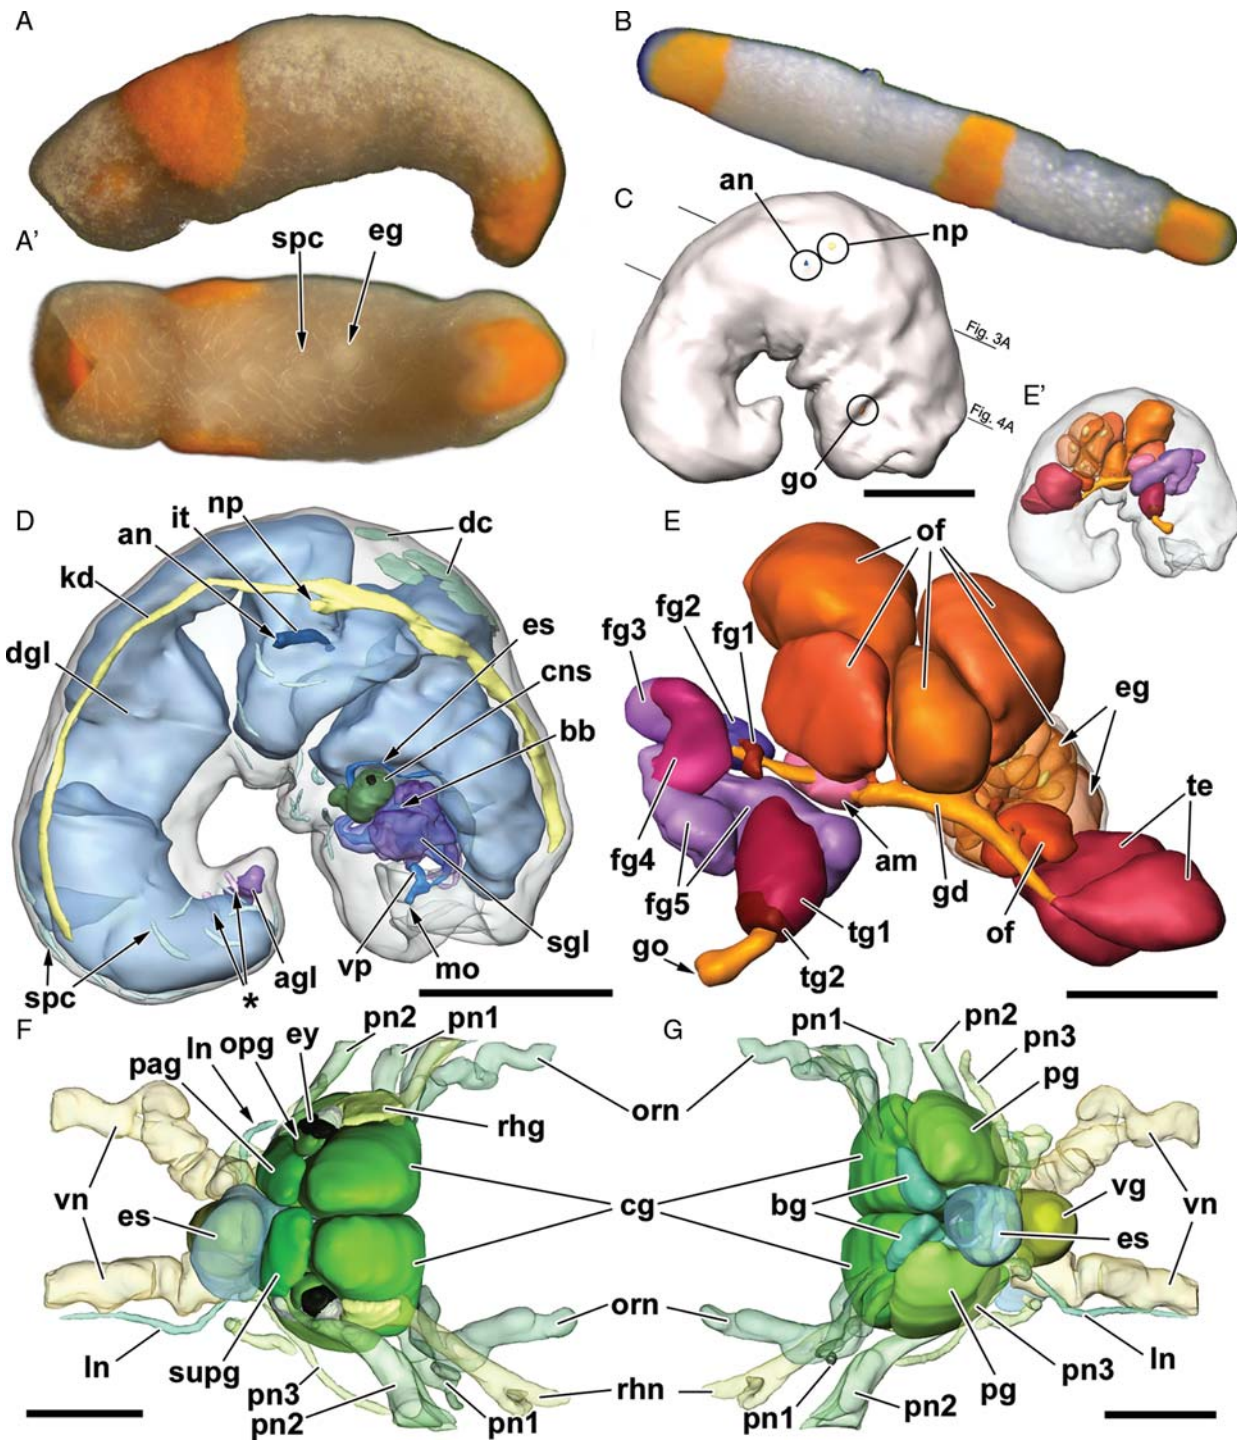 A
B
an
C
np
A'
spc
eg
Fig. 3A
E'
Fig. 4A
go
D
np
it
an
kd
dc
dgl
es
cns
bb
spc
*
agl
vp
mo
sgl
E
of
fg2
fg3
fg1
eg
fg4
te
am
fg5
gd
of
go
tg1
tg2
F
ey
pn2
pn1
ln
opg
pag
rhg
vn
es
ln
supg
pn3
pn2
pn1
orn
cg
orn
rhn
G
pn1
pn2
pn3
pg
bg
vg
vn
es
ln
pn3
pg
pn2
pn1